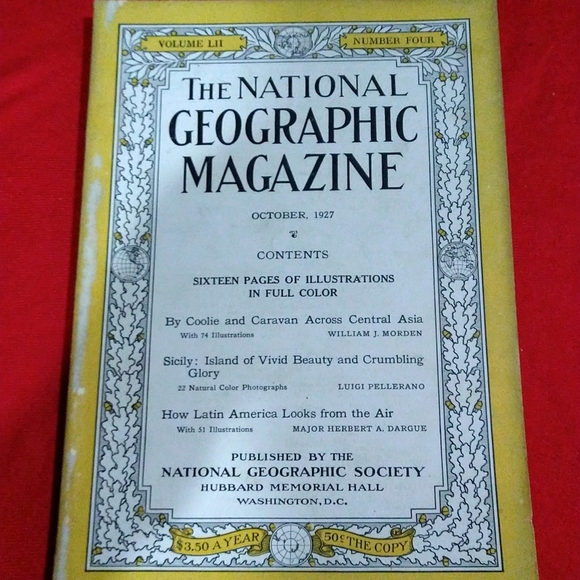 VOLUME LII NUMBER FOUR
THE NATIONAL
GEOGRAPHIC
MAGAZINE
OCTOBER, 1927
CONTENTS
SIXTEEN PAGES OF ILLUSTRATIONS
IN FULL COLOR
By Coolie and Caravan Across Central Asia
With 74 Illustrations WILLIAM J. MORDEN
Sicily: Island of Vivid Beauty and Crumbling
Glory
22 Natural Color Photographs LUIGI PELLERANO
How Latin America Looks from the Air
With 51 Illustrations MAJOR HERBERT A. DARGUE
PUBLISHED BY THE
NATIONAL GEOGRAPHIC SOCIETY
HUBBARD MEMORIAL HALL
WASHINGTON, D.C.
$3.50 A YEAR 50¢ THE COPY